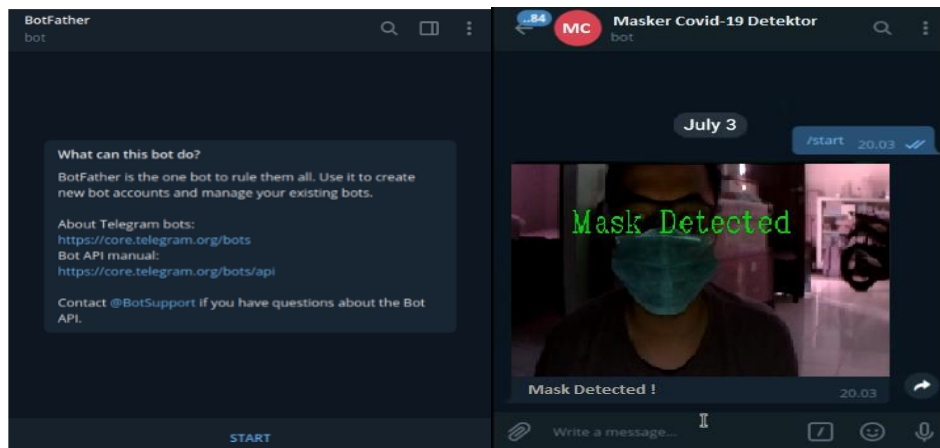 BotFather
bot
What can this bot do?
BotFather is the one bot to rule them all. Use it to create
new bot accounts and manage your existing bots.
About Telegram bots:
https://core.telegram.org/bots
Bot API manual:
https://core.telegram.org/bots/api
Contact @BotSupport if you have questions about the Bot
API.
START
..84
MC
Masker Covid-19 Detektor
bot
July 3
/start 20.03
Mask Detected
Mask Detected !
20.03
Write a message...